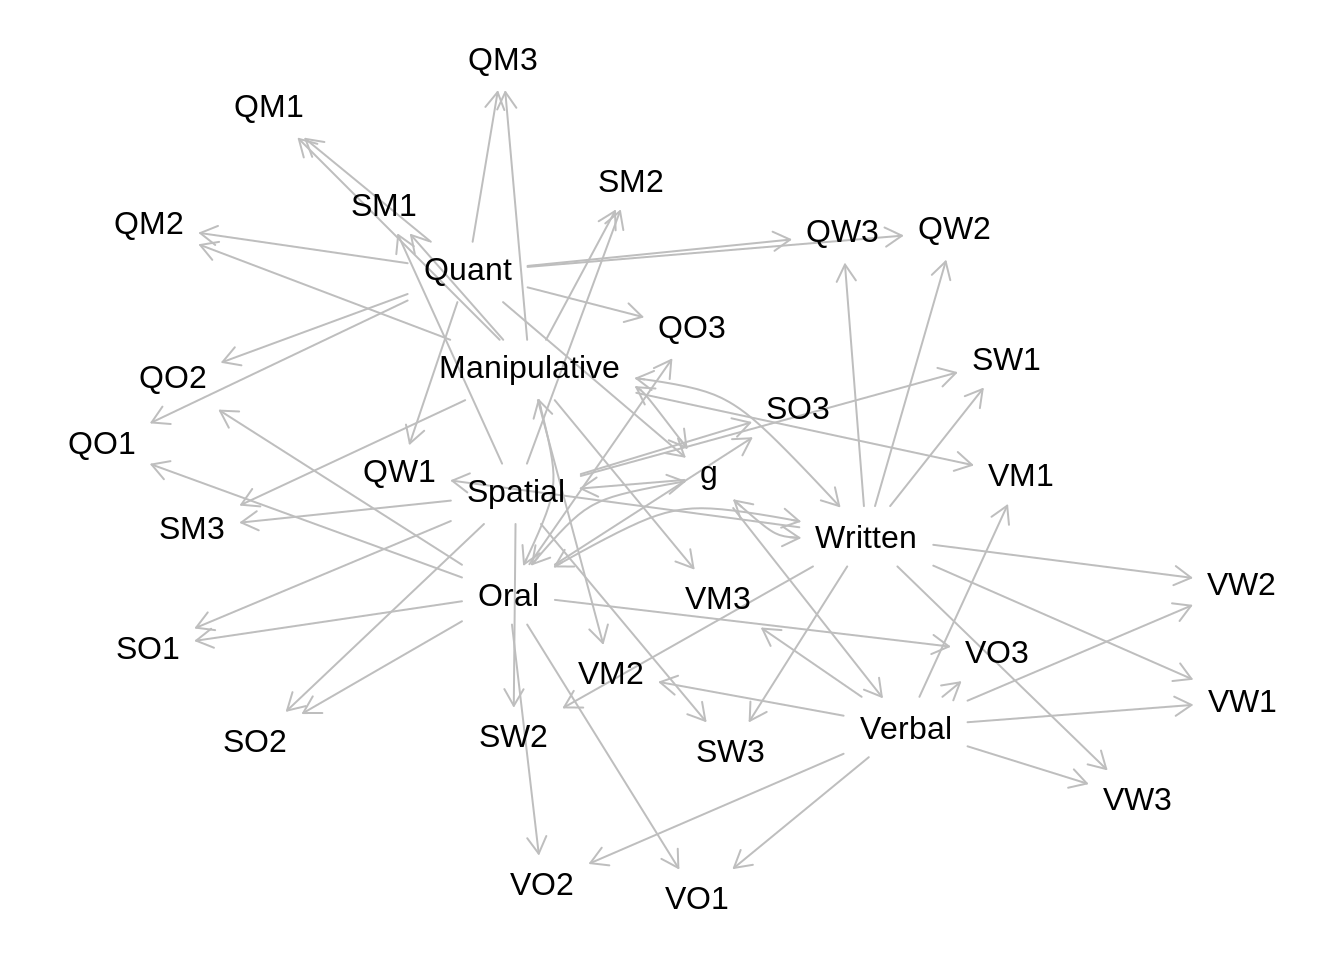 QM3
QM1
SM2
SM1
QM2
QW3
QW2
Quant
QO3
SW1
Manipulative
QO2
SO3
QO1
QW1
g
VM1
Spatial
SM3
Written
VW2
Oral
VM3
SO1
VO3
VM2
VW1
Verbal
SO2
SW2
SW3
VW3
VO2
VO1